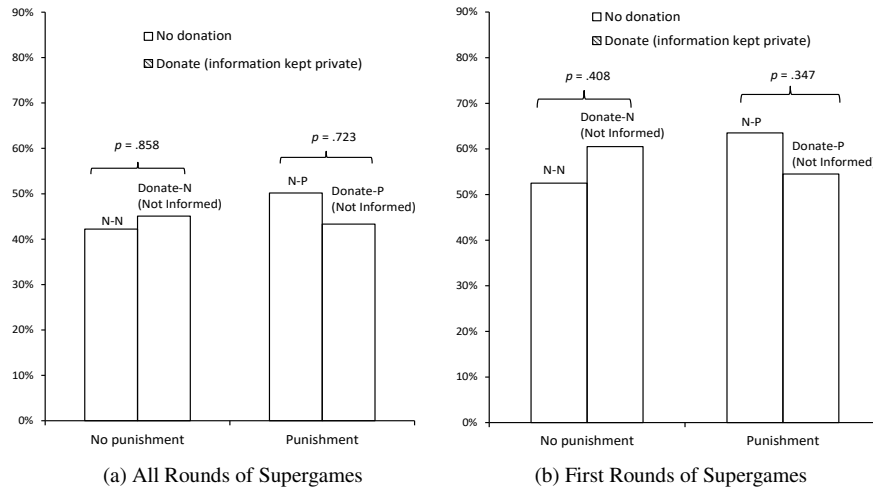 90%
80%
70%
60%
50%
40%
30%
20%
10%
0%
No donation
Donate (information kept private)
p = .858
p = .723
N-N
Donate-N
(Not Informed)
N-P
Donate-P
(Not Informed)
No punishment
Punishment
(a) All Rounds of Supergames
90%
80%
70%
60%
50%
40%
30%
20%
10%
0%
No donation
Donate (information kept private)
p = .408
p = .347
N-N
Donate-N
(Not Informed)
N-P
Donate-P
(Not Informed)
No punishment
Punishment
(b) First Rounds of Supergames